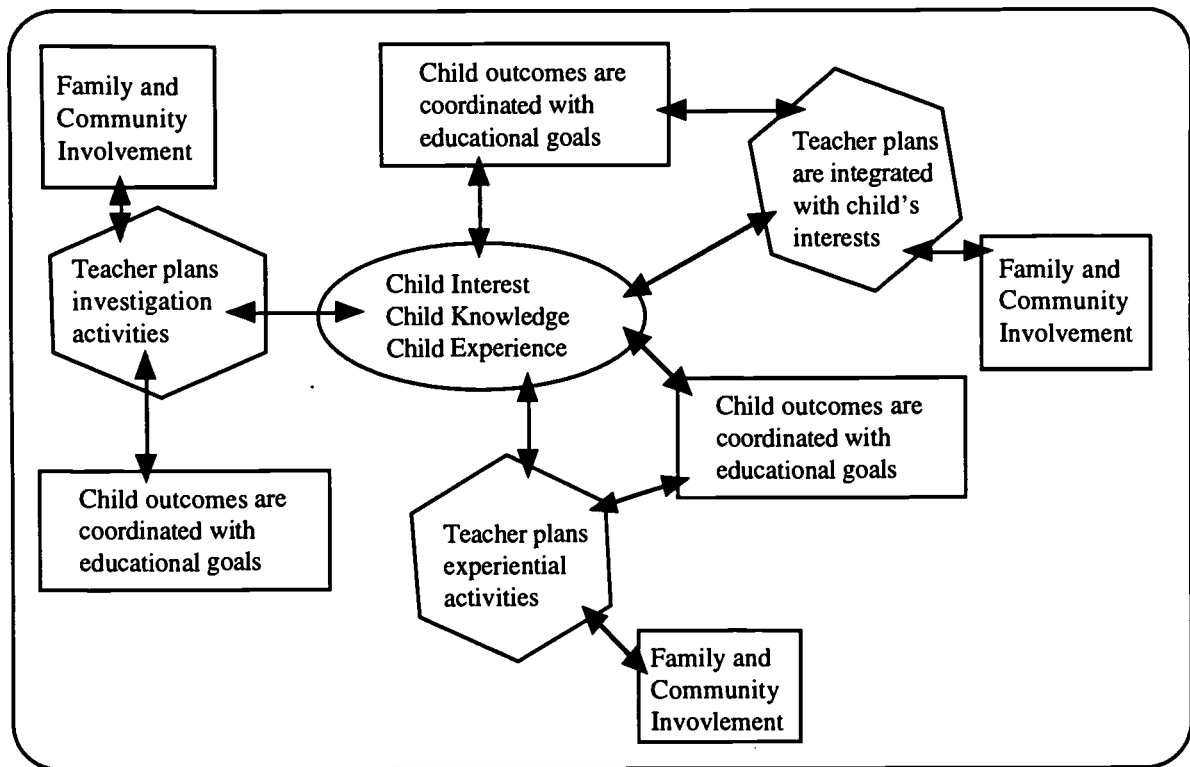 Family and
Community
Involvement
Child outcomes are
coordinated with
educational goals
Teacher plans
are integrated
with child's
interests
Family and
Community
Involvement
Teacher plans
investigation
activities
Child Interest
Child Knowledge
Child Experience
Child outcomes are
coordinated with
educational goals
Child outcomes are
coordinated with
educational goals
Teacher plans
experiential
activities
Family and
Community
Invovlement